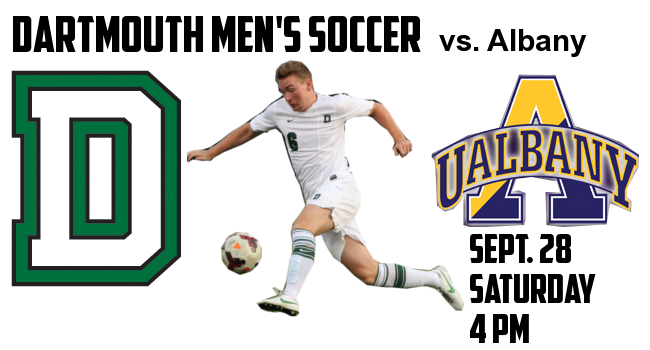 DARTMOUTH MEN'S SOCCER vs. Albany
D
D
6
UALBANY
A
SEPT. 28
SATURDAY
4 PM